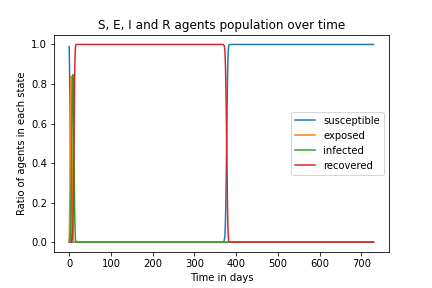 S, E, I and R agents population over time
Ratio of agents in each state
1.0
0.8
0.6
0.4
0.2
0.0
susceptible
exposed
infected
recovered
0 100 200 300 400 500 600 700
Time in days